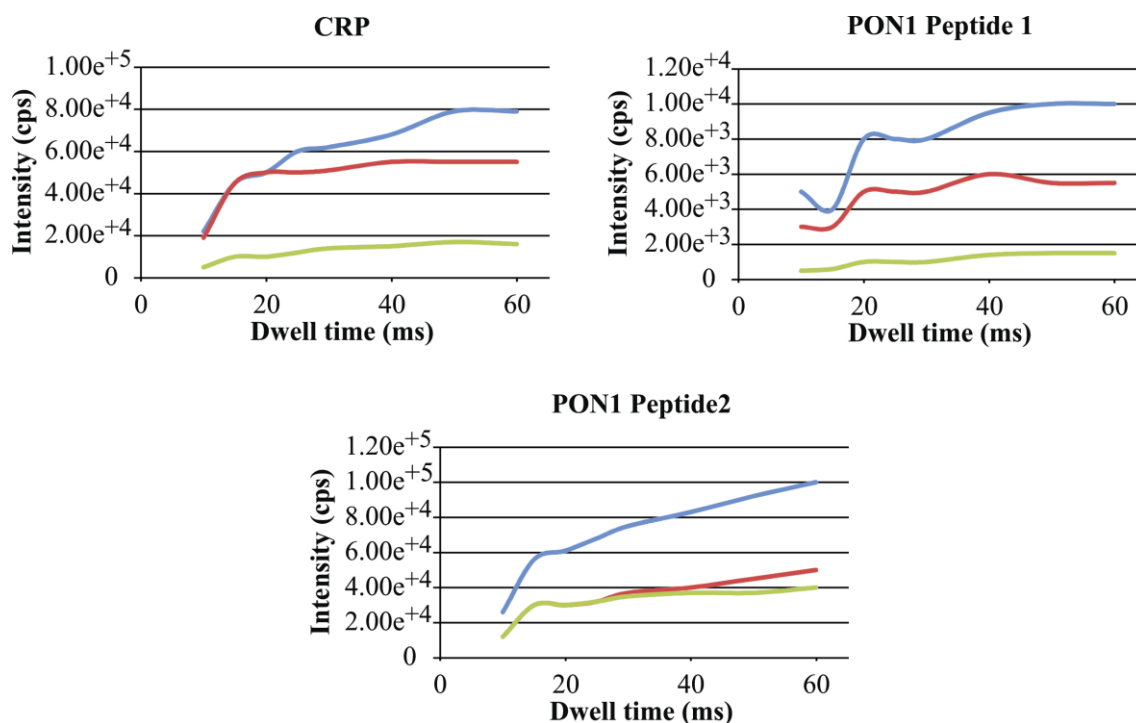 CRP
Intensity (cps)
1.00e+5
8.00e+4
6.00e+4
4.00e+4
2.00e+4
0
0 20 40 60
Dwell time (ms)
PON1 Peptide 1
Intensity (cps)
1.20e+4
1.00e+4
8.00e+3
6.00e+3
4.00e+3
2.00e+3
0
0 20 40 60
Dwell time (ms)
PON1 Peptide2
Intensity (cps)
1.20e+5
1.00e+5
8.00e+4
6.00e+4
4.00e+4
2.00e+4
0
0 20 40 60
Dwell time (ms)